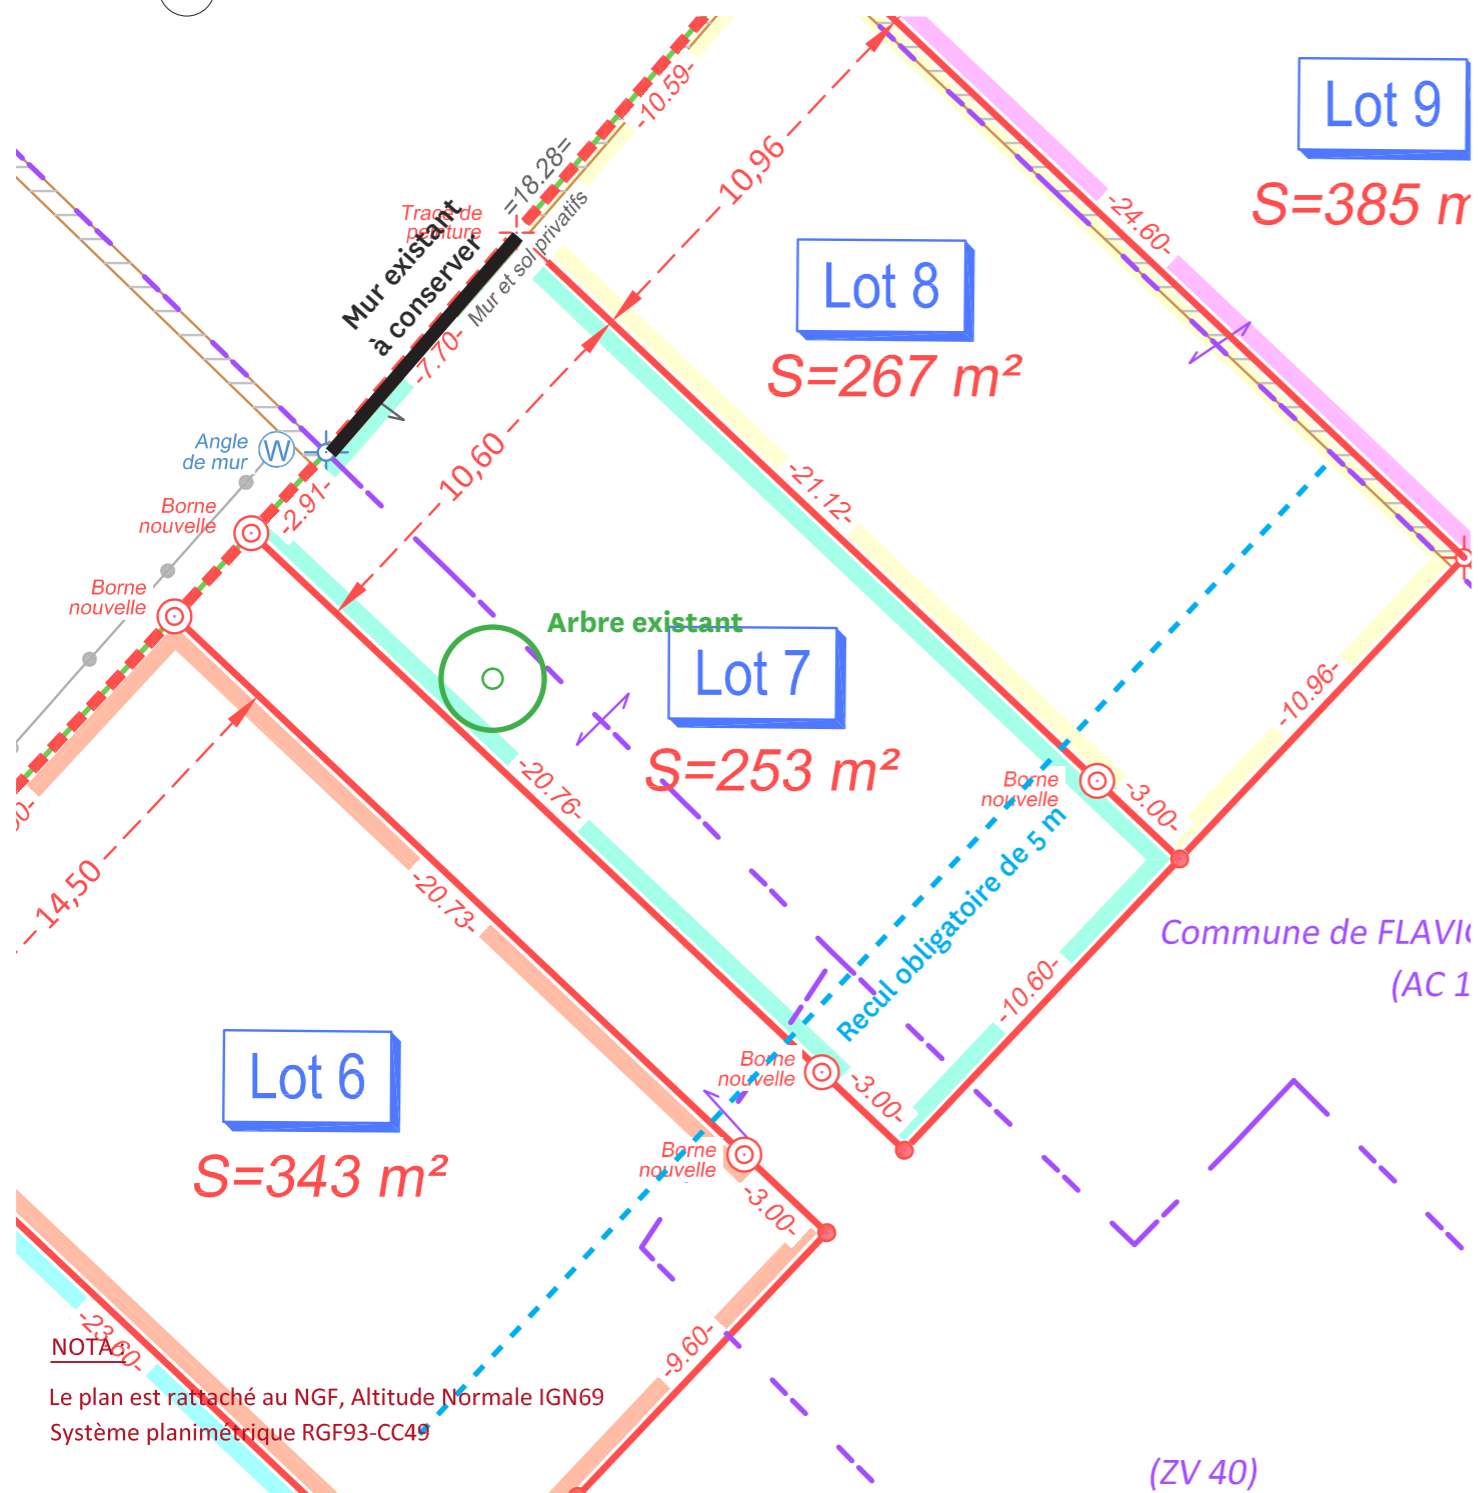 -10.59-
10,96
Lot 9
S=385 m
=18.28=
Trace de
peinture
Mur existant
à conserver
Mur et sol privatifs
-24.60-
Lot 8
S=267 m²
-7.70-
Angle
de mur
W
10,60
-21.12-
-2.91-
Borne
nouvelle
Borne
nouvelle
Arbre existant
Lot 7
S=253 m²
-10.96-
-20.76-
Borne
nouvelle
-3.00-
Recul obligatoire de 5 m
14,50
-20.73-
Commune de FLAVI
(AC 1
-10.60-
Lot 6
S=343 m²
Borne
nouvelle
-3.00-
Borne
nouvelle
-3.00-
-9.60-
-23.60-
NOTA :
Le plan est rattaché au NGF, Altitude Normale IGN69
Système planimétrique RGF93-CC49
(ZV 40)